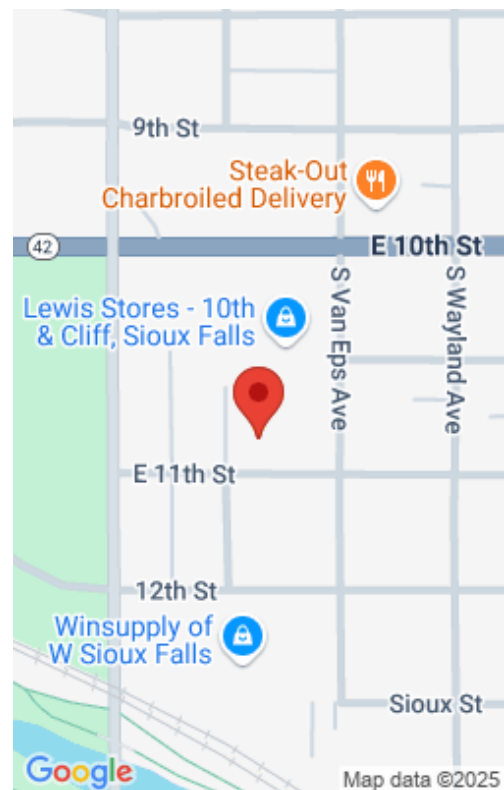 9th St
Steak-Out
Charbroiled Delivery
42
E 10th St
Lewis Stores - 10th
& Cliff, Sioux Falls
S Van Eps Ave
S Wayland Ave
E 11th St
12th St
Winsupply of
W Sioux Falls
Sioux St
Google
Map data ©2025